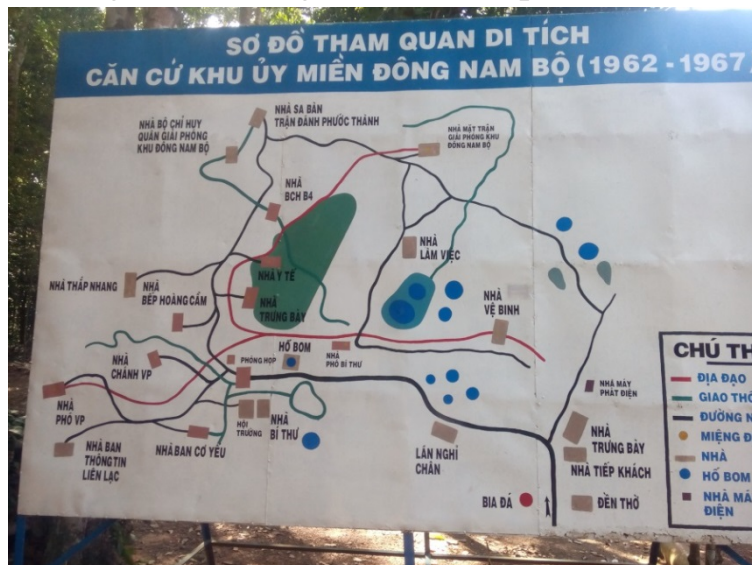 SƠ ĐỒ THAM QUAN DI TÍCH
CĂN CỨ KHU ỦY MIỀN ĐÔNG NAM BỘ (1962 - 1967)
NHÀ SA BÀN
TRẬN ĐÁNH PHƯỚC THÀNH
NHÀ BỘ CHỈ HUY
QUÂN GIẢI PHÓNG
KHU ĐÔNG NAM BỘ
NHÀ MẶT TRẬN
GIẢI PHÓNG KHU
ĐÔNG NAM BỘ
NHÀ
BCH B4
NHÀ
LÀM VIỆC
NHÀ Y TẾ
NHÀ THẮP NHANG
NHÀ
BẾP HOÀNG CẦM
NHÀ
TRƯNG BÀY
NHÀ
VỆ BINH
HỐ BOM
NHÀ
PHÓ BÍ THƯ
PHÒNG HỌP
NHÀ
CHÁNH VP
NHÀ
PHÓ VP
HỘI
TRƯỜNG
NHÀ
BÍ THƯ
NHÀ BAN CƠ YẾU
NHÀ BAN
THÔNG TIN
LIÊN LẠC
LÁN NGHỈ
CHÂN
NHÀ MÁY
PHÁT ĐIỆN
NHÀ
TRƯNG BÀY
NHÀ TIẾP KHÁCH
BIA ĐÁ
ĐỀN THỜ
CHÚ TH
ĐỊA ĐẠO
GIAO THÔ
ĐƯỜNG N
MIỆNG Đ
NHÀ
HỐ BOM
NHÀ MÁ
ĐIỆN